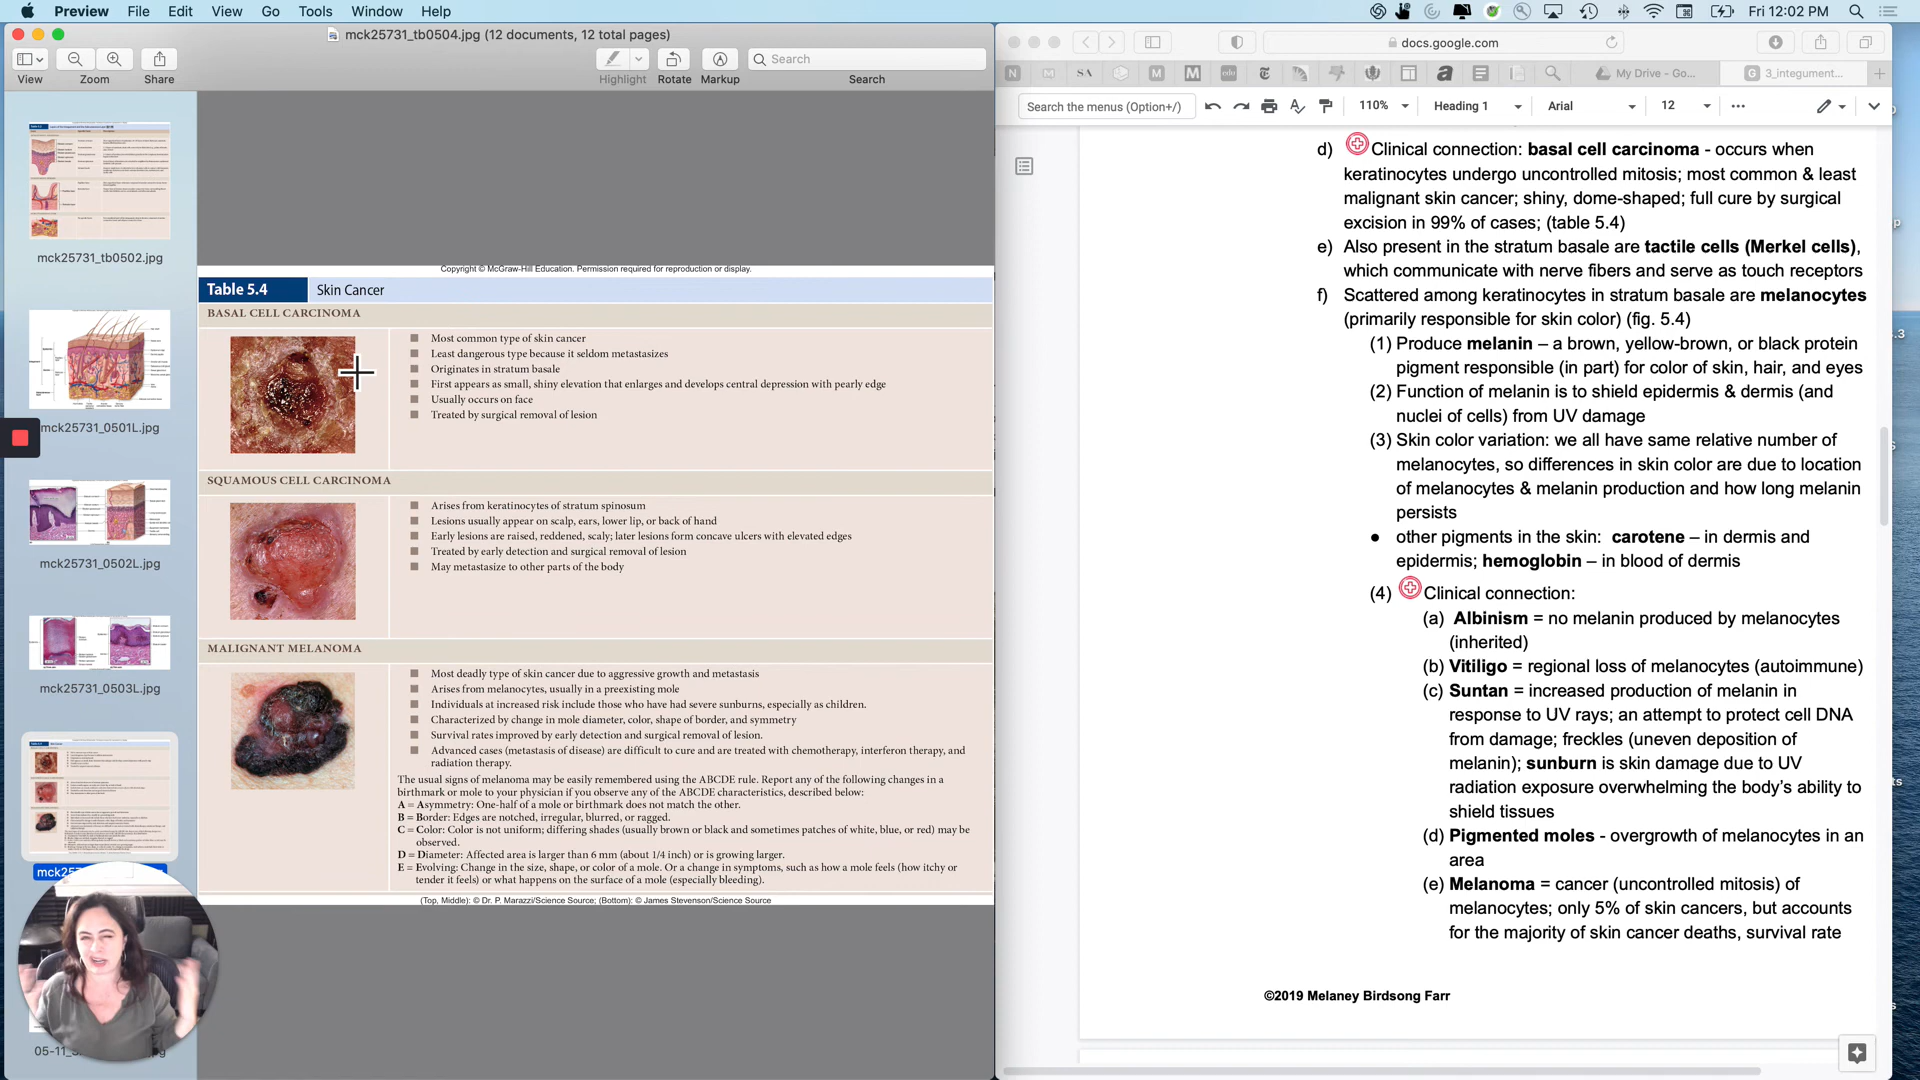 Preview File Edit View Go Tools Window Help
Fri 12:02 PM
mck25731_tb0504.jpg (12 documents, 12 total pages)
View Zoom Share
Highlight Rotate Markup
Search
Search
mck25731_tb0502.jpg
mck25731_0501L.jpg
mck25731_0502L.jpg
mck25731_0503L.jpg
Copyright © McGraw-Hill Education. Permission required for reproduction or display.
Table 5.4 Skin Cancer
BASAL CELL CARCINOMA
Most common type of skin cancer
Least dangerous type because it seldom metastasizes
Originates in stratum basale
First appears as small, shiny elevation that enlarges and develops central depression with pearly edge
Usually occurs on face
Treated by surgical removal of lesion
SQUAMOUS CELL CARCINOMA
Arises from keratinocytes of stratum spinosum
Lesions usually appear on scalp, ears, lower lip, or back of hand
Early lesions are raised, reddened, scaly; later lesions form concave ulcers with elevated edges
Treated by early detection and surgical removal of lesion
May metastasize to other parts of the body
MALIGNANT MELANOMA
Most deadly type of skin cancer due to aggressive growth and metastasis
Arises from melanocytes, usually in a preexisting mole
Individuals at increased risk include those who have had severe sunburns, especially as children.
Characterized by change in mole diameter, color, shape of border, and symmetry
Survival rates improved by early detection and surgical removal of lesion.
Advanced cases (metastasis of disease) are difficult to cure and are treated with chemotherapy, interferon therapy, and
radiation therapy.
The usual signs of melanoma may be easily remembered using the ABCDE rule. Report any of the following changes in a
birthmark or mole to your physician if you observe any of the ABCDE characteristics, described below:
A = Asymmetry: One-half of a mole or birthmark does not match the other.
B = Border: Edges are notched, irregular, blurred, or ragged.
C = Color: Color is not uniform; differing shades (usually brown or black and sometimes patches of white, blue, or red) may be
observed.
D = Diameter: Affected area is larger than 6 mm (about 1/4 inch) or is growing larger.
E = Evolving: Change in the size, shape, or color of a mole. Or a change in symptoms, such as how a mole feels (how itchy or
tender it feels) or what happens on the surface of a mole (especially bleeding).
(Top, Middle): © Dr. P. Marazzi/Science Source; (Bottom): © James Stevenson/Science Source
docs.google.com
My Drive - Go...
3_integument...
Search the menus (Option+/)
110% Heading 1 Arial 12
d) Clinical connection: basal cell carcinoma - occurs when
keratinocytes undergo uncontrolled mitosis; most common & least
malignant skin cancer; shiny, dome-shaped; full cure by surgical
excision in 99% of cases; (table 5.4)
e) Also present in the stratum basale are tactile cells (Merkel cells),
which communicate with nerve fibers and serve as touch receptors
f) Scattered among keratinocytes in stratum basale are melanocytes
(primarily responsible for skin color) (fig. 5.4)
(1) Produce melanin – a brown, yellow-brown, or black protein
pigment responsible (in part) for color of skin, hair, and eyes
(2) Function of melanin is to shield epidermis & dermis (and
nuclei of cells) from UV damage
(3) Skin color variation: we all have same relative number of
melanocytes, so differences in skin color are due to location
of melanocytes & melanin production and how long melanin
persists
● other pigments in the skin: carotene – in dermis and
epidermis; hemoglobin – in blood of dermis
(4) Clinical connection:
(a) Albinism = no melanin produced by melanocytes
(inherited)
(b) Vitiligo = regional loss of melanocytes (autoimmune)
(c) Suntan = increased production of melanin in
response to UV rays; an attempt to protect cell DNA
from damage; freckles (uneven deposition of
melanin); sunburn is skin damage due to UV
radiation exposure overwhelming the body's ability to
shield tissues
(d) Pigmented moles - overgrowth of melanocytes in an
area
(e) Melanoma = cancer (uncontrolled mitosis) of
melanocytes; only 5% of skin cancers, but accounts
for the majority of skin cancer deaths, survival rate
©2019 Melaney Birdsong Farr